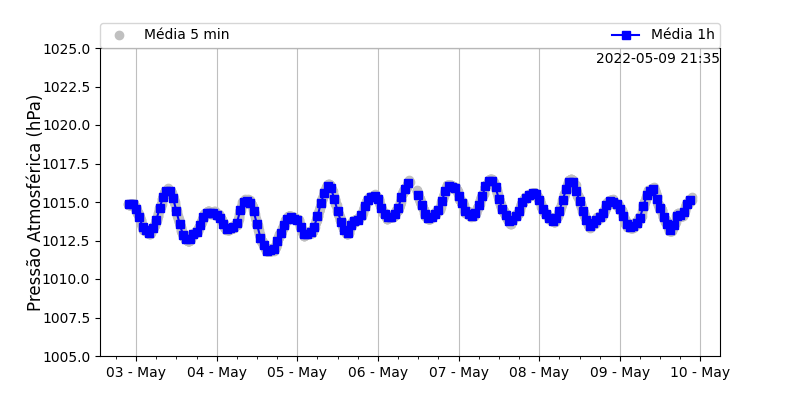 Média 5 min
Média 1h
2022-05-09 21:35
Pressão Atmosférica (hPa)
1025.0
1022.5
1020.0
1017.5
1015.0
1012.5
1010.0
1007.5
1005.0
03 - May
04 - May
05 - May
06 - May
07 - May
08 - May
09 - May
10 - May